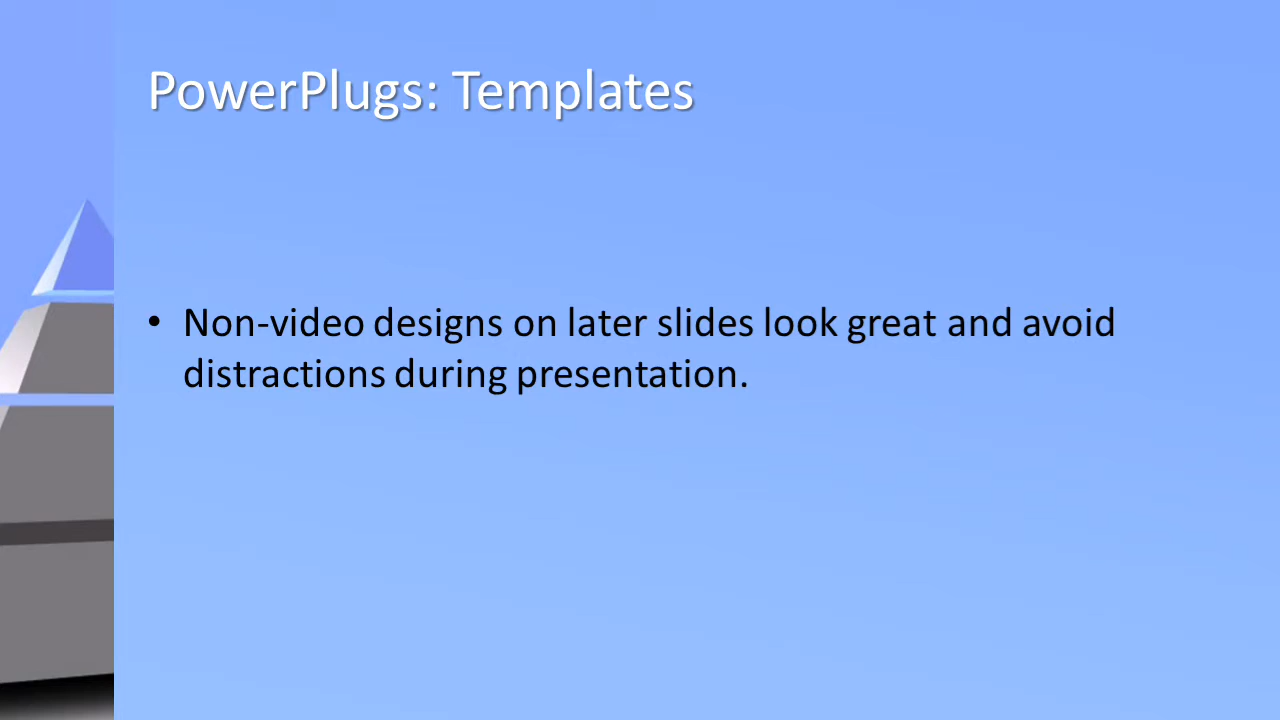 PowerPlugs: Templates
• Non-video designs on later slides look great and avoid
distractions during presentation.